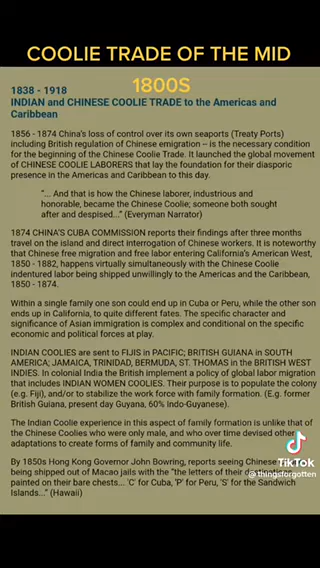 COOLIE TRADE OF THE MID
1800S
1838 - 1918
INDIAN and CHINESE COOLIE TRADE to the Americas and
Caribbean
1856 - 1874 China's loss of control over its own seaports (Treaty Ports)
including British regulation of Chinese emigration -- is the necessary condition
for the beginning of the Chinese Coolie Trade. It launched the global movement
of CHINESE COOLIE LABORERS that lay the foundation for their diasporic
presence in the Americas and Caribbean to this day.
"... And that is how the Chinese laborer, industrious and
honorable, became the Chinese Coolie; someone both sought
after and despised..." (Everyman Narrator)
1874 CHINA'S CUBA COMMISSION reports their findings after three months
travel on the island and direct interrogation of Chinese workers. It is noteworthy
that Chinese free migration and free labor entering California's American West,
1850 - 1882, happens virtually simultaneously with the Chinese Coolie
indentured labor being shipped unwillingly to the Americas and the Caribbean,
1850 - 1874.
Within a single family one son could end up in Cuba or Peru, while the other son
ends up in California, to quite different fates. The specific character and
significance of Asian immigration is complex and conditional on the specific
economic and political forces at play.
INDIAN COOLIES are sent to FIJIS in PACIFIC; BRITISH GUIANA in SOUTH
AMERICA; JAMAICA, TRINIDAD, BERMUDA, ST. THOMAS in the BRITISH WEST
INDIES. In colonial India the British implement a policy of global labor migration
that includes INDIAN WOMEN COOLIES. Their purpose is to populate the colony
(e.g. Fiji), and/or to stabilize the work force with family formation. (E.g. former
British Guiana, present day Guyana, 60% Indo-Guyanese).
The Indian Coolie experience in this aspect of family formation is unlike that of
the Chinese Coolies who were only male, and who over time devised other
adaptations to create forms of family and community life.
By 1850s Hong Kong Governor John Bowring, reports seeing Chinese
being shipped out of Macao jails with the "the letters of their
painted on their bare chests... 'C' for Cuba, 'P' for Peru, 'S' for the Sandwich
Islands..." (Hawaii)
TikTok
@thingsforgotten